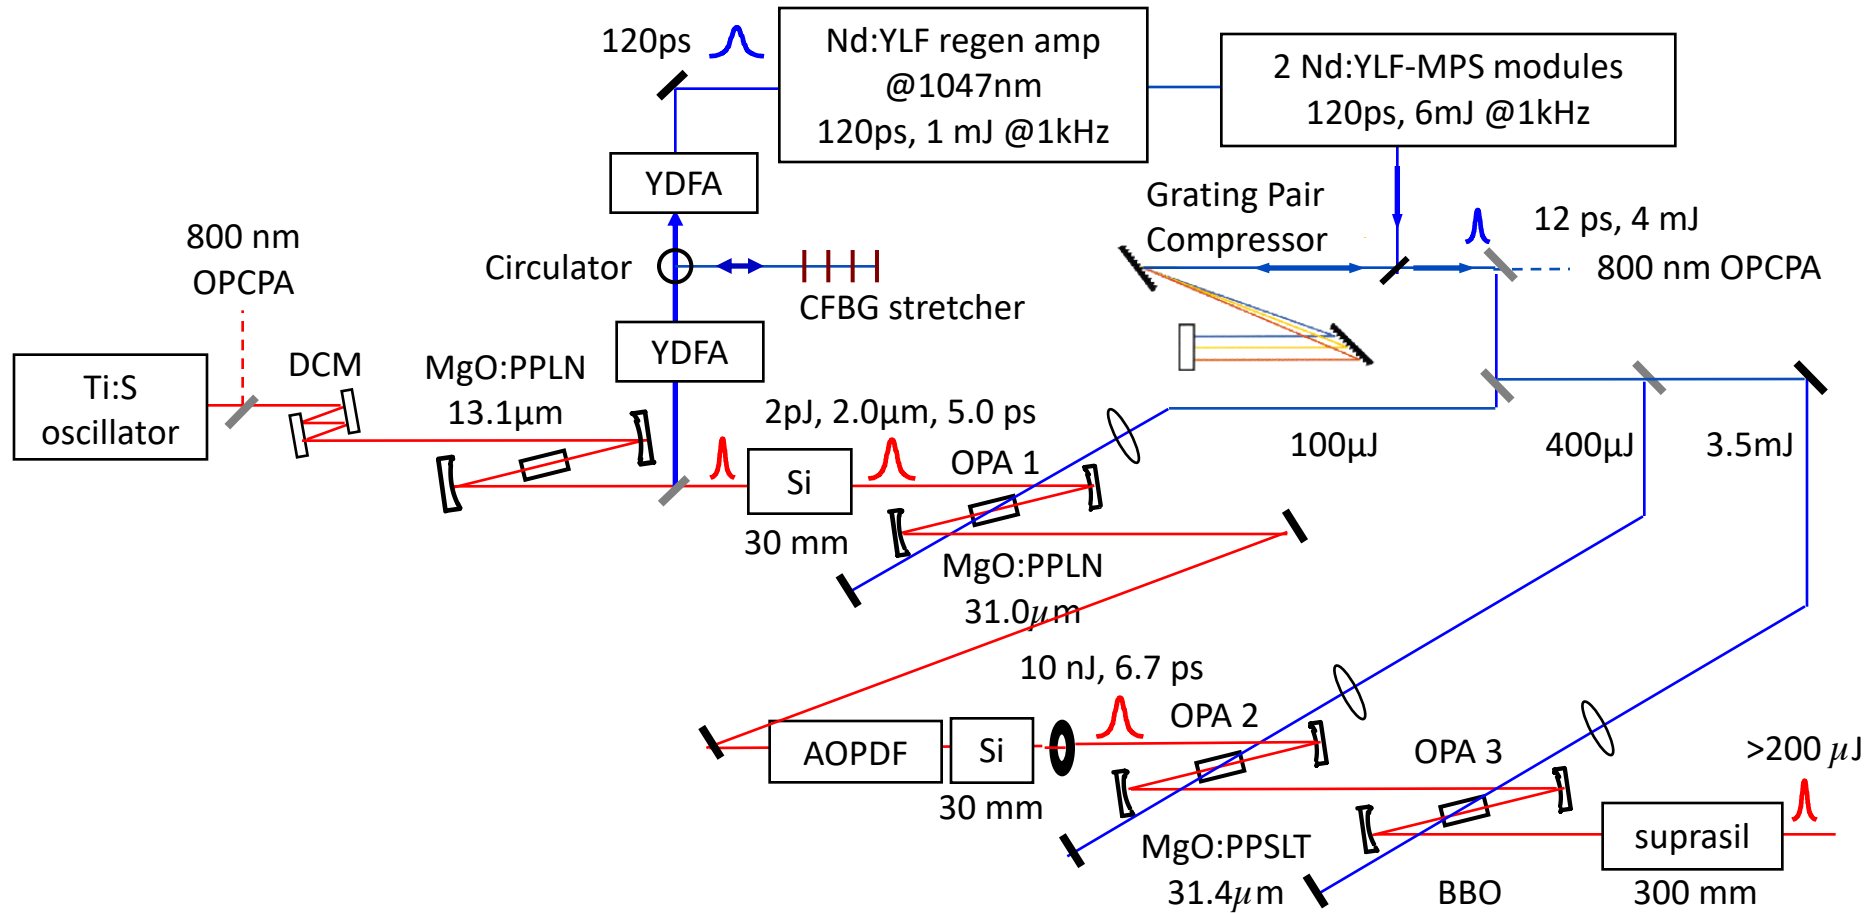 120ps
Nd:YLF regen amp
@1047nm
120ps, 1 mJ @1kHz
2 Nd:YLF-MPS modules
120ps, 6mJ @1kHz
YDFA
Grating Pair
Compressor
12 ps, 4 mJ
800 nm OPCPA
800 nm
OPCPA
Circulator
CFBG stretcher
YDFA
Ti:S
oscillator
DCM
MgO:PPLN
13.1µm
2pJ, 2.0µm, 5.0 ps
Si
30 mm
OPA 1
100µJ
400µJ
3.5mJ
MgO:PPLN
31.0µm
10 nJ, 6.7 ps
AOPDF
Si
30 mm
OPA 2
OPA 3
>200 µJ
MgO:PPSLT
31.4µm
BBO
suprasil
300 mm